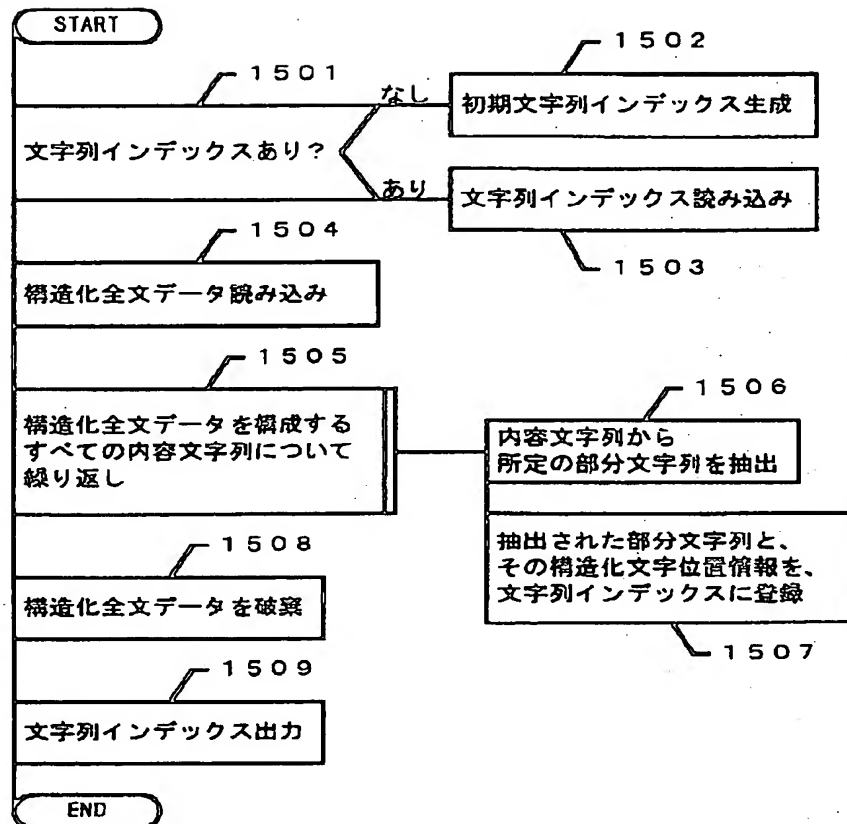 START
1501
1502
なし
初期文字列インデックス生成
文字列インデックスあり?
あり
文字列インデックス読み込み
1503
1504
構造化全文データ読み込み
1505
構造化全文データを構成する
すべての内容文字列について
繰り返し
1506
内容文字列から
所定の部分文字列を抽出
抽出された部分文字列と、
その構造化文字位置情報を、
文字列インデックスに登録
1507
1508
構造化全文データを破棄
1509
文字列インデックス出力
END